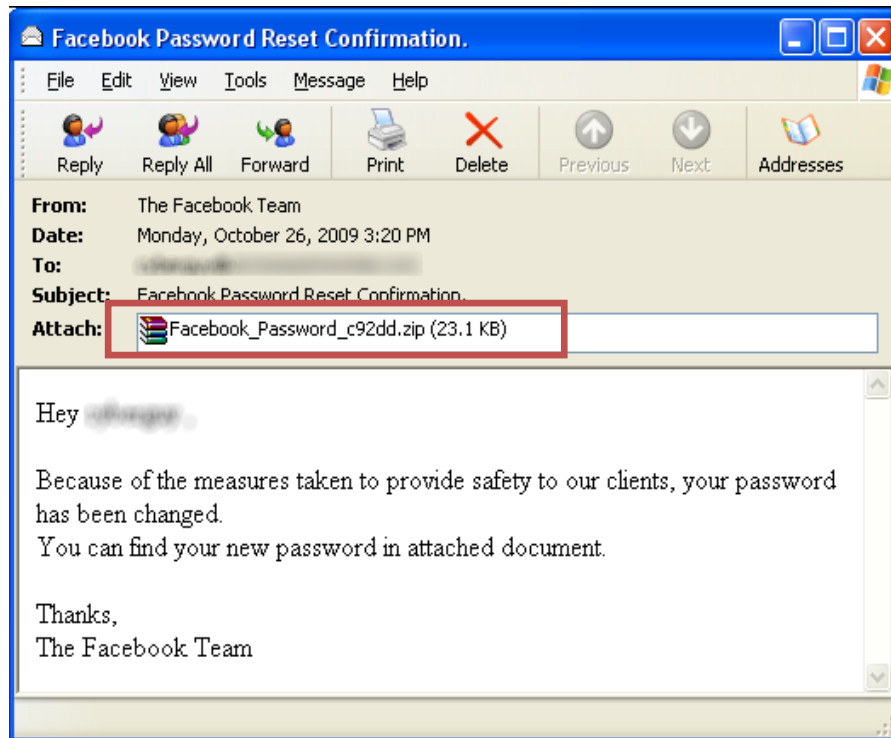 Facebook Password Reset Confirmation.
File Edit View Tools Message Help
Reply Reply All Forward Print Delete Previous Next Addresses
From: The Facebook Team
Date: Monday, October 26, 2009 3:20 PM
To:
Subject: Facebook Password Reset Confirmation.
Attach: Facebook_Password_c92dd.zip (23.1 KB)
Hey
Because of the measures taken to provide safety to our clients, your password
has been changed.
You can find your new password in attached document.
Thanks,
The Facebook Team